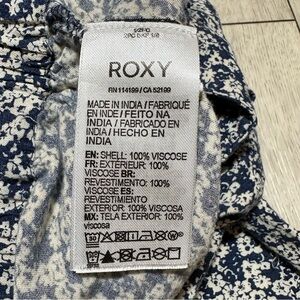 ROXY
RN 114199 / CA 52199
MADE IN INDIA / FABRIQUÉ
EN INDE / FEITO NA
INDIA / FABRICADO EN
INDIA / HECHO EN
INDIA
EN: SHELL: 100% VISCOSE
FR: EXTERIEUR: 100%
VISCOSE BR:
REVESTIMENTO: 100%
VISCOSE ES:
REVESTIMIENTO
EXTERIOR: 100% VISCOSA
MX: TELA EXTERIOR: 100%
viscosa